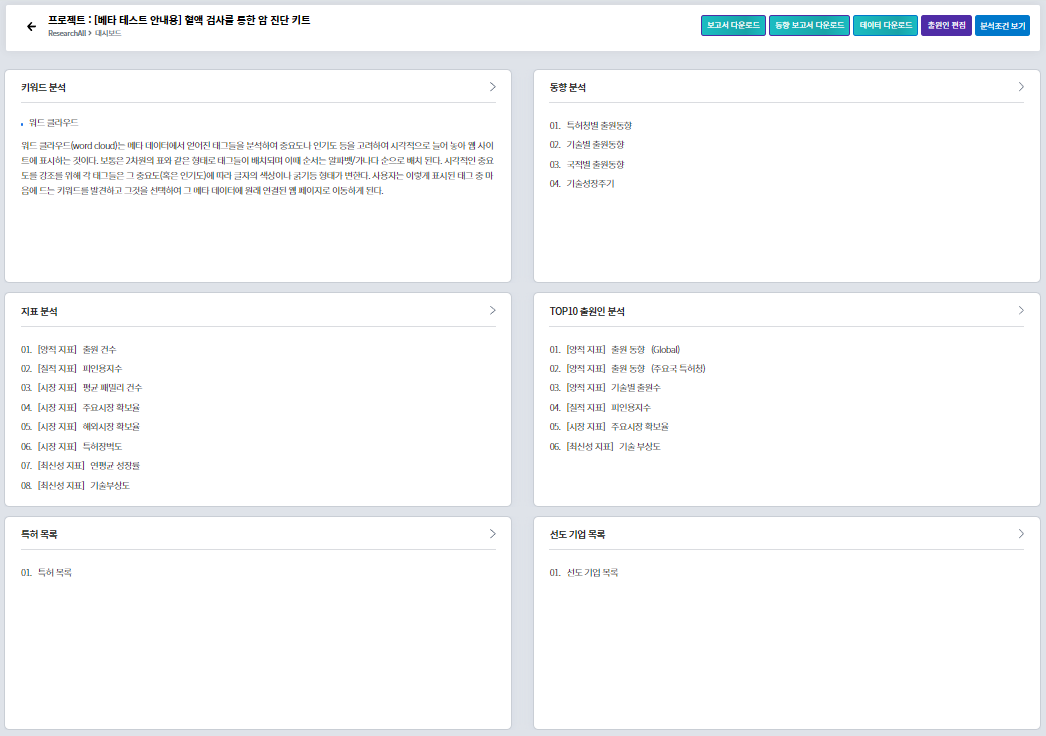 프로젝트 : [베타 테스트 안내용] 혈액 검사를 통한 암 진단 키트
ResearchAll > 대시보드
보고서 다운로드
동향 보고서 다운로드
데이터 다운로드
출원인 편집
분석조건 보기
키워드 분석
워드 클라우드
워드 클라우드(word cloud)는 메타 데이터에서 얻어진 태그들을 분석하여 중요도나 인기도 등을 고려하여 시각적으로 늘어 놓아 웹 사이
트에 표시하는 것이다. 보통은 2차원의 표와 같은 형태로 태그들이 배치되며 이때 순서는 알파벳/가나다 순으로 배치 된다. 시각적인 중요
도를 강조를 위해 각 태그들은 그 중요도(혹은 인기도)에 따라 글자의 색상이나 굵기등 형태가 변한다. 사용자는 이렇게 표시된 태그 중 마
음에 드는 키워드를 발견하고 그것을 선택하여 그 메타 데이터에 원래 연결된 웹 페이지로 이동하게 된다.
동향 분석
01. 특허청별 출원동향
02. 기술별 출원동향
03. 국적별 출원동향
04. 기술성장주기
지표 분석
01. [양적 지표] 출원 건수
02. [질적 지표] 피인용지수
03. [시장 지표] 평균 패밀리 건수
04. [시장 지표] 주요시장 확보율
05. [시장 지표] 해외시장 확보율
06. [시장 지표] 특허장벽도
07. [최신성 지표] 연평균 성장률
08. [최신성 지표] 기술부상도
TOP10 출원인 분석
01. [양적 지표] 출원 동향 (Global)
02. [양적 지표] 출원 동향 (주요국 특허청)
03. [양적 지표] 기술별 출원수
04. [질적 지표] 피인용지수
05. [시장 지표] 주요시장 확보율
06. [최신성 지표] 기술 부상도
특허 목록
01. 특허 목록
선도 기업 목록
01. 선도 기업 목록